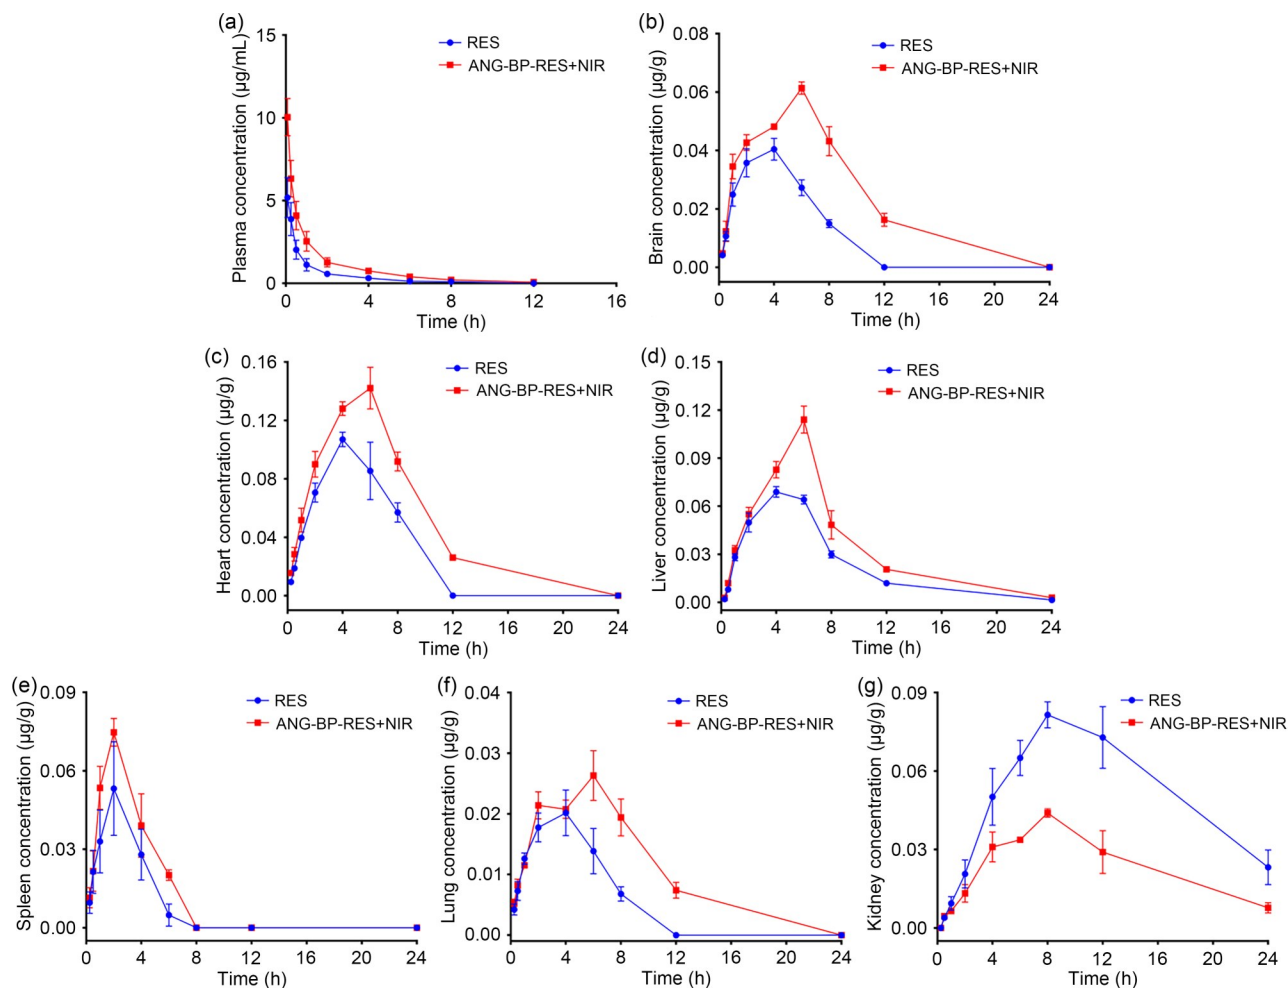 (a)
Plasma concentration (µg/mL)
15
10
5
0
RES
ANG-BP-RES+NIR
0 4 8 12 16
Time (h)
(b)
Brain concentration (µg/g)
0.08
0.06
0.04
0.02
0.00
RES
ANG-BP-RES+NIR
0 4 8 12 16 20 24
Time (h)
(c)
Heart concentration (µg/g)
0.16
0.12
0.08
0.04
0.00
RES
ANG-BP-RES+NIR
0 4 8 12 16 20 24
Time (h)
(d)
Liver concentration (µg/g)
0.15
0.12
0.09
0.06
0.03
0.00
RES
ANG-BP-RES+NIR
0 4 8 12 16 20 24
Time (h)
(e)
Spleen concentration (µg/g)
0.09
0.06
0.03
0.00
RES
ANG-BP-RES+NIR
0 4 8 12 16 20 24
Time (h)
(f)
Lung concentration (µg/g)
0.04
0.03
0.02
0.01
0.00
RES
ANG-BP-RES+NIR
0 4 8 12 16 20 24
Time (h)
(g)
Kidney concentration (µg/g)
0.09
0.06
0.03
0.00
RES
ANG-BP-RES+NIR
0 4 8 12 16 20 24
Time (h)